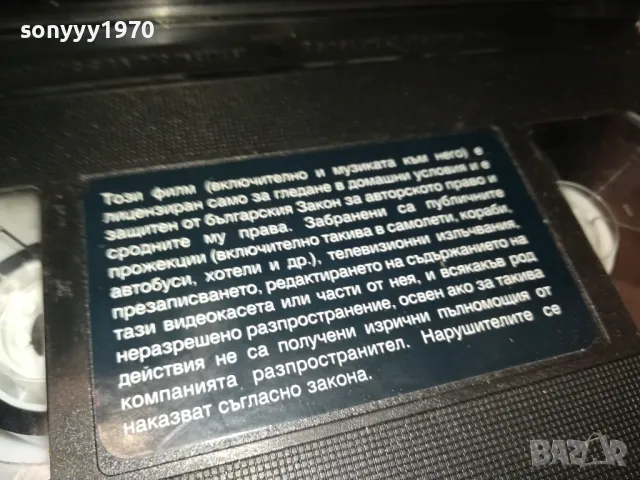 sonyyy1970
Този филм (включително и музиката към него) е
лицензиран само за гледане в домашни условия и е
защитен от българския Закон за авторското право и
сродните му права. Забранени са публичните
прожекции (включително такива в самолети, кораби,
автобуси, хотели и др.), телевизионни излъчвания,
презаписването, редактирането на съдържанието на
тази видеокасета или части от нея, и всякакъв род
неразрешено разпространение, освен ако за такива
действия не са получени изрични пълномощия от
компанията разпространител. Нарушителите се
наказват съгласно закона.
BAZAR
bazar.bg